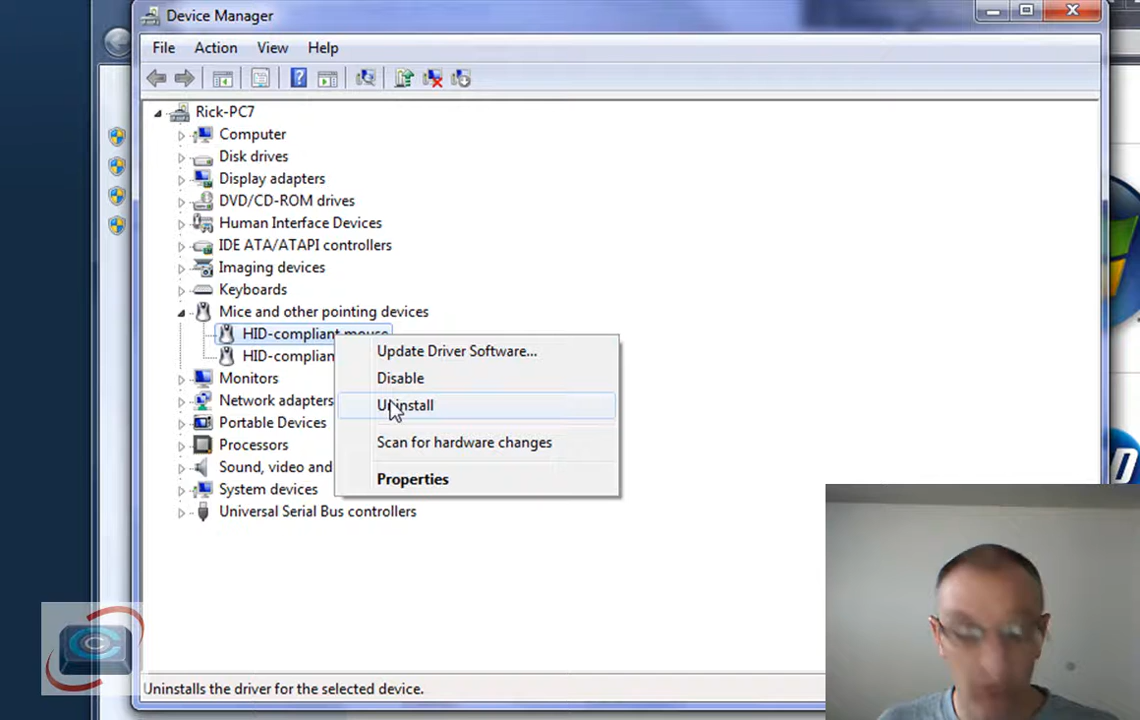 Device Manager
File Action View Help
Rick-PC7
Computer
Disk drives
Display adapters
DVD/CD-ROM drives
Human Interface Devices
IDE ATA/ATAPI controllers
Imaging devices
Keyboards
Mice and other pointing devices
HID-compliant mouse
HID-complian
Update Driver Software...
Disable
Uninstall
Scan for hardware changes
Properties
Monitors
Network adapters
Portable Devices
Processors
Sound, video and
System devices
Universal Serial Bus controllers
Uninstalls the driver for the selected device.